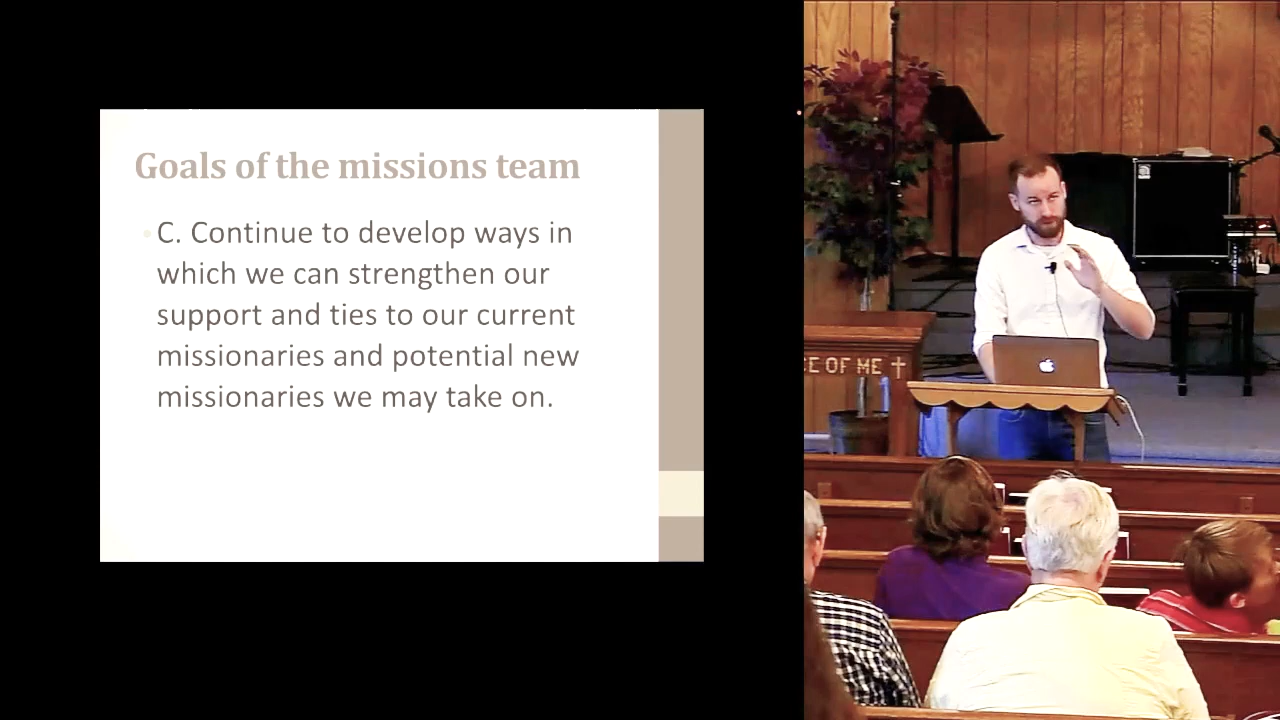 Goals of the missions team
• C. Continue to develop ways in
which we can strengthen our
support and ties to our current
missionaries and potential new
missionaries we may take on.
OF ME